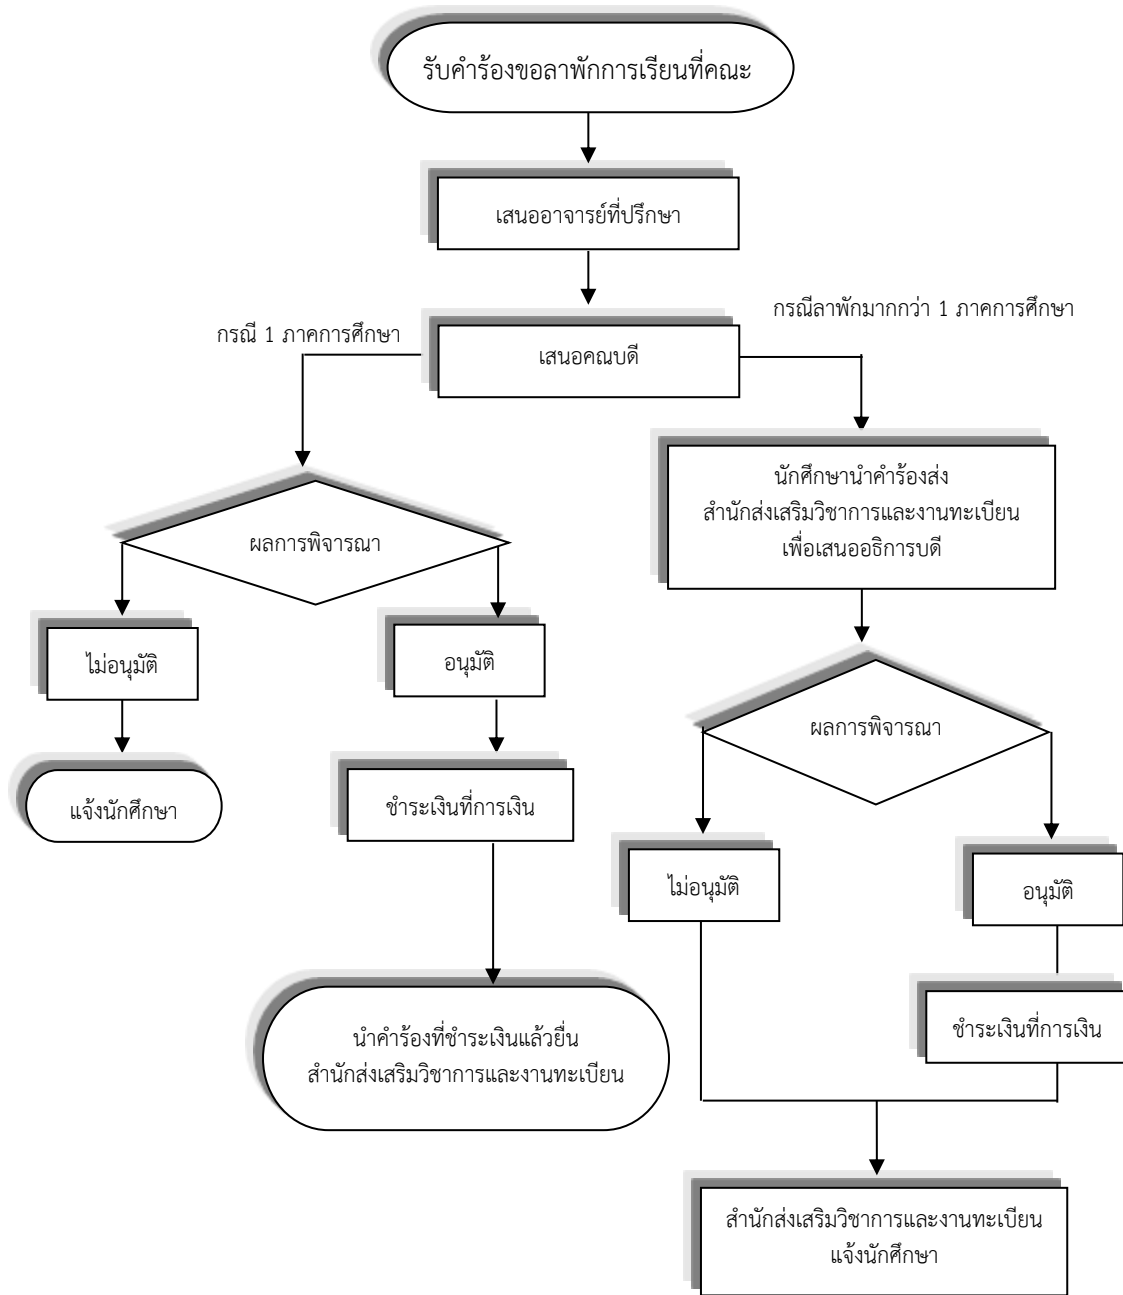 รับคำร้องขอลาพักการเรียนที่คณะ
เสนออาจารย์ที่ปรึกษา
กรณี 1 ภาคการศึกษา
เสนอคณบดี
กรณีลาพักมากกว่า 1 ภาคการศึกษา
ผลการพิจารณา
ไม่อนุมัติ
อนุมัติ
แจ้งนักศึกษา
ชำระเงินที่การเงิน
นำคำร้องที่ชำระเงินแล้วยื่น
สำนักส่งเสริมวิชาการและงานทะเบียน
นักศึกษานำคำร้องส่ง
สำนักส่งเสริมวิชาการและงานทะเบียน
เพื่อเสนออธิการบดี
ผลการพิจารณา
ไม่อนุมัติ
อนุมัติ
ชำระเงินที่การเงิน
สำนักส่งเสริมวิชาการและงานทะเบียน
แจ้งนักศึกษา